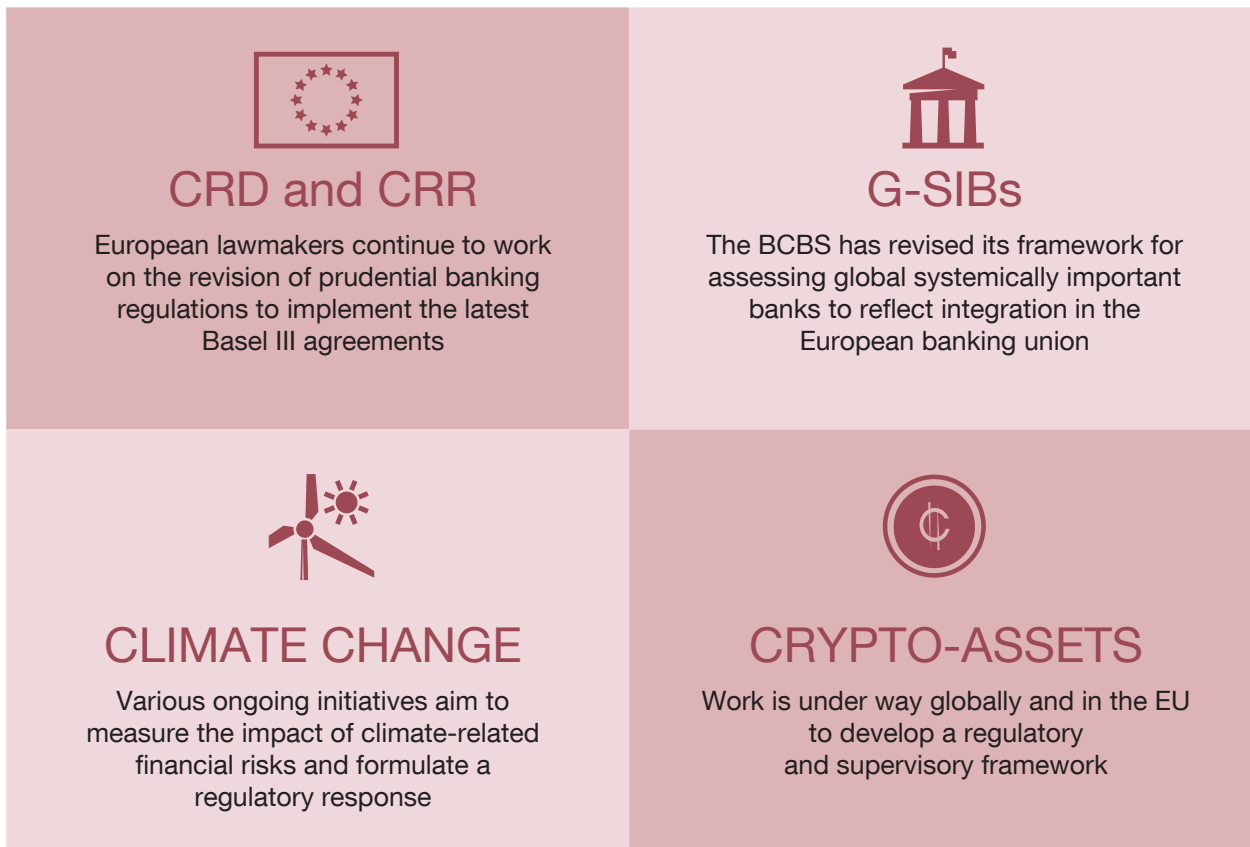 CRD and CRR
European lawmakers continue to work
on the revision of prudential banking
regulations to implement the latest
Basel III agreements
G-SIBs
The BCBS has revised its framework for
assessing global systemically important
banks to reflect integration in the
European banking union
CLIMATE CHANGE
Various ongoing initiatives aim to
measure the impact of climate-related
financial risks and formulate a
regulatory response
CRYPTO-ASSETS
Work is under way globally and in the EU
to develop a regulatory
and supervisory framework